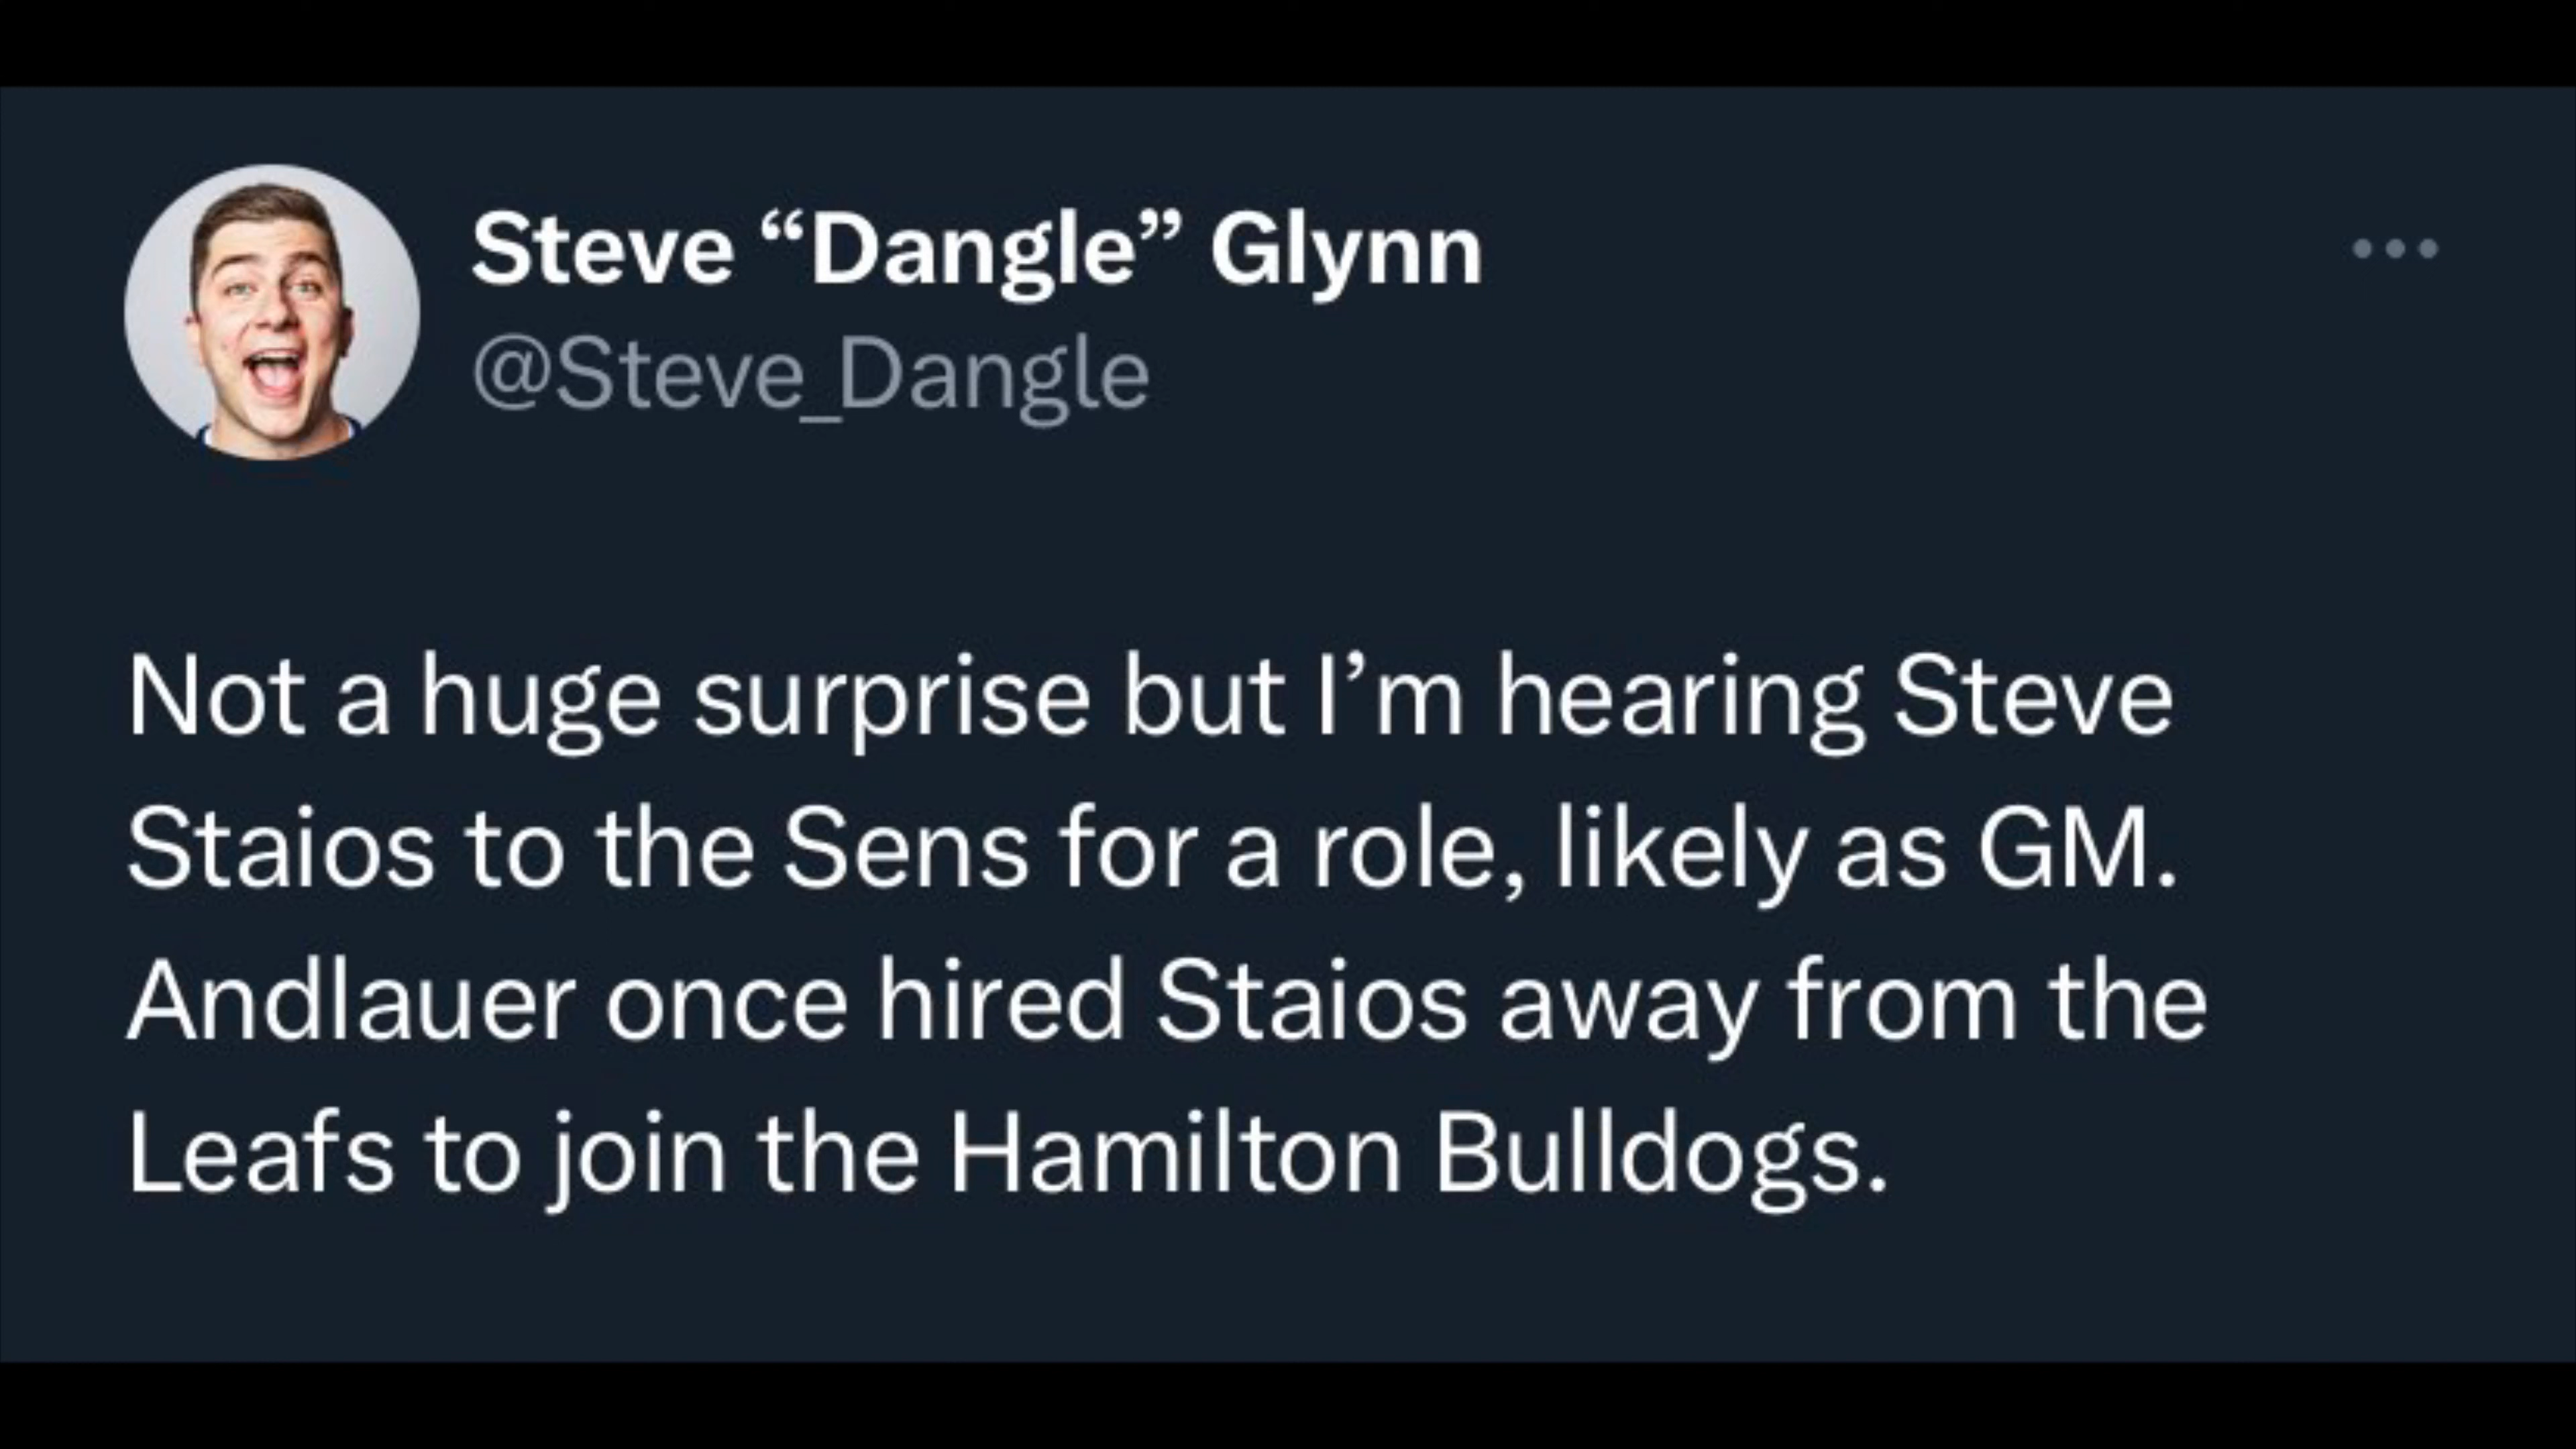 Steve “Dangle” Glynn
@Steve_Dangle
Not a huge surprise but I’m hearing Steve
Staios to the Sens for a role, likely as GM.
Andlauer once hired Staios away from the
Leafs to join the Hamilton Bulldogs.